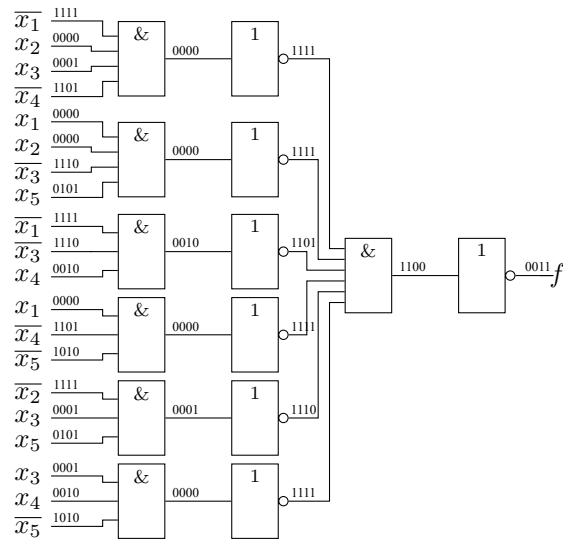 x̅₁ 1111
x₂ 0000
x₃ 0001
x̅₄ 1101
& 0000 1 1111
x₁ 0000
x₂ 0000
x̅₃ 1110
x₅ 0101
& 0000 1 1111
x̅₁ 1111
x̅₃ 1110
x₄ 0010
& 0010 1 1101
x₁ 0000
x̅₄ 1101
x̅₅ 1010
& 0000 1 1111
x̅₂ 1111
x₃ 0001
x₅ 0101
& 0001 1 1110
x₃ 0001
x₄ 0010
x̅₅ 1010
& 0000 1 1111
& 1100 1 0011 f